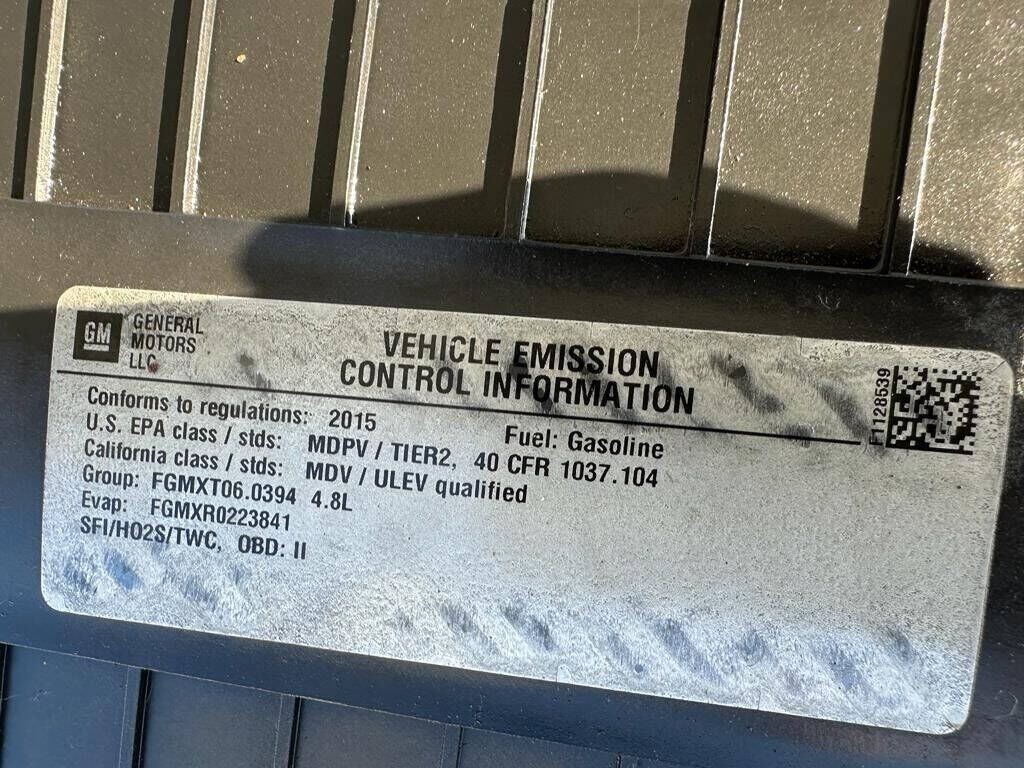 GM
GENERAL
MOTORS
LLC
VEHICLE EMISSION
CONTROL INFORMATION
F1128539
Conforms to regulations: 2015 Fuel: Gasoline
U.S. EPA class / stds: MDPV / TIER2, 40 CFR 1037.104
California class / stds: MDV / ULEV qualified
Group: FGMXT06.0394 4.8L
Evap: FGMXR0223841
SFI/HO2S/TWC, OBD: II